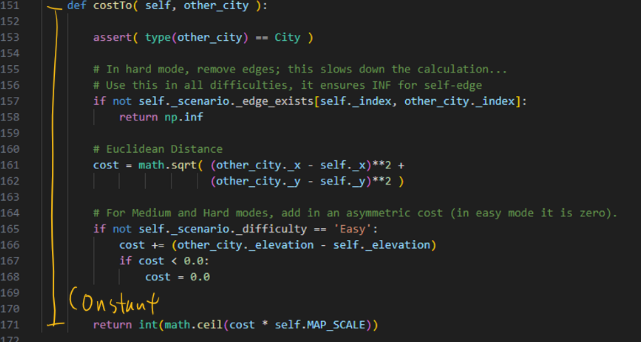 151 def costTo( self, other_city ):
152
153 assert( type(other_city) == City )
154
155 # In hard mode, remove edges; this slows down the calculation...
156 # Use this in all difficulties, it ensures INF for self-edge
157 if not self._scenario._edge_exists[self._index, other_city._index]:
158 return np.inf
159
160 # Euclidean Distance
161 cost = math.sqrt( (other_city._x - self._x)**2 +
162 (other_city._y - self._y)**2 )
163
164 # For Medium and Hard modes, add in an asymmetric cost (in easy mode it is zero).
165 if not self._scenario._difficulty == 'Easy':
166 cost += (other_city._elevation - self._elevation)
167 if cost < 0.0:
168 cost = 0.0
169
Constant
170
171 return int(math.ceil(cost * self.MAP_SCALE))
172